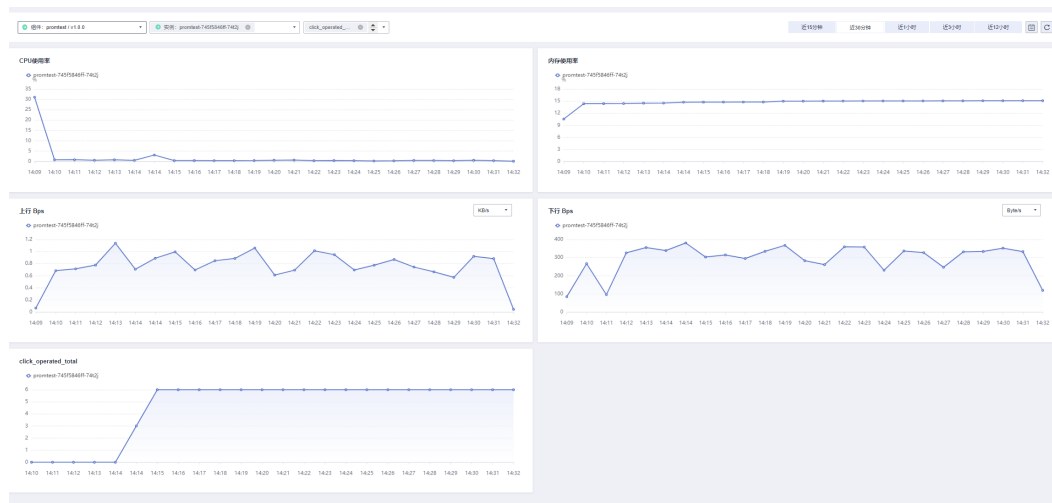 组件：promtest / v1.0.0 实例：promtest-745f5846ff-74t2j click_operated_... 近15分钟 近30分钟 近1小时 近3小时 近12小时
CPU使用率
promtest-745f5846ff-74t2j
%
35
30
25
20
15
10
5
0
14:09 14:10 14:11 14:12 14:13 14:14 14:14 14:15 14:16 14:17 14:18 14:19 14:20 14:21 14:22 14:23 14:24 14:25 14:26 14:27 14:28 14:29 14:30 14:31 14:32
内存使用率
promtest-745f5846ff-74t2j
%
18
15
12
9
6
3
0
14:09 14:10 14:11 14:12 14:13 14:14 14:14 14:15 14:16 14:17 14:18 14:19 14:20 14:21 14:22 14:23 14:24 14:25 14:26 14:27 14:28 14:29 14:30 14:31 14:32
上行 Bps
KB/s
promtest-745f5846ff-74t2j
1.2
1
0.8
0.6
0.4
0.2
0
14:09 14:10 14:11 14:12 14:13 14:14 14:14 14:15 14:16 14:17 14:18 14:19 14:20 14:21 14:22 14:23 14:24 14:25 14:26 14:27 14:28 14:29 14:30 14:31 14:32
下行 Bps
Byte/s
promtest-745f5846ff-74t2j
400
300
200
100
0
14:09 14:10 14:11 14:12 14:13 14:14 14:14 14:15 14:16 14:17 14:18 14:19 14:20 14:21 14:22 14:23 14:24 14:25 14:26 14:27 14:28 14:29 14:30 14:31 14:32
click_operated_total
promtest-745f5846ff-74t2j
6
5
4
3
2
1
0
14:10 14:11 14:12 14:13 14:14 14:14 14:15 14:16 14:17 14:18 14:19 14:20 14:21 14:22 14:23 14:24 14:25 14:26 14:27 14:28 14:29 14:30 14:31 14:32